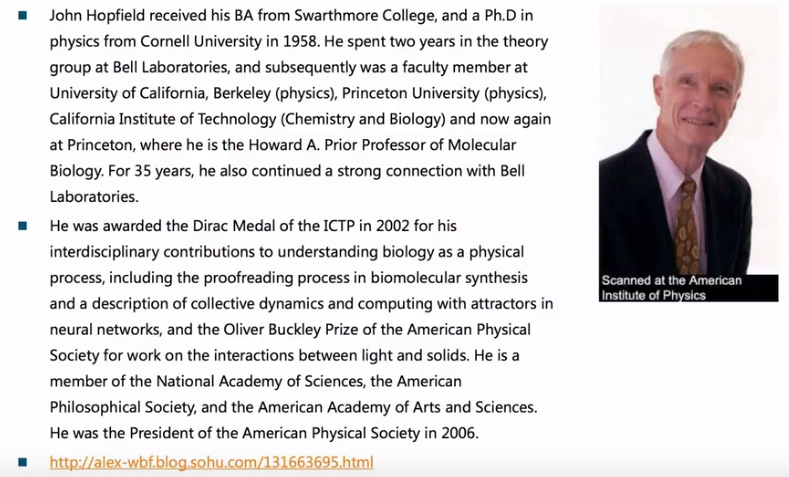 John Hopfield received his BA from Swarthmore College, and a Ph.D in
physics from Cornell University in 1958. He spent two years in the theory
group at Bell Laboratories, and subsequently was a faculty member at
University of California, Berkeley (physics), Princeton University (physics),
California Institute of Technology (Chemistry and Biology) and now again
at Princeton, where he is the Howard A. Prior Professor of Molecular
Biology. For 35 years, he also continued a strong connection with Bell
Laboratories.
He was awarded the Dirac Medal of the ICTP in 2002 for his
interdisciplinary contributions to understanding biology as a physical
process, including the proofreading process in biomolecular synthesis
and a description of collective dynamics and computing with attractors in
neural networks, and the Oliver Buckley Prize of the American Physical
Society for work on the interactions between light and solids. He is a
member of the National Academy of Sciences, the American
Philosophical Society, and the American Academy of Arts and Sciences.
He was the President of the American Physical Society in 2006.
http://alex-wbf.blog.sohu.com/131663695.html
Scanned at the American
Institute of Physics